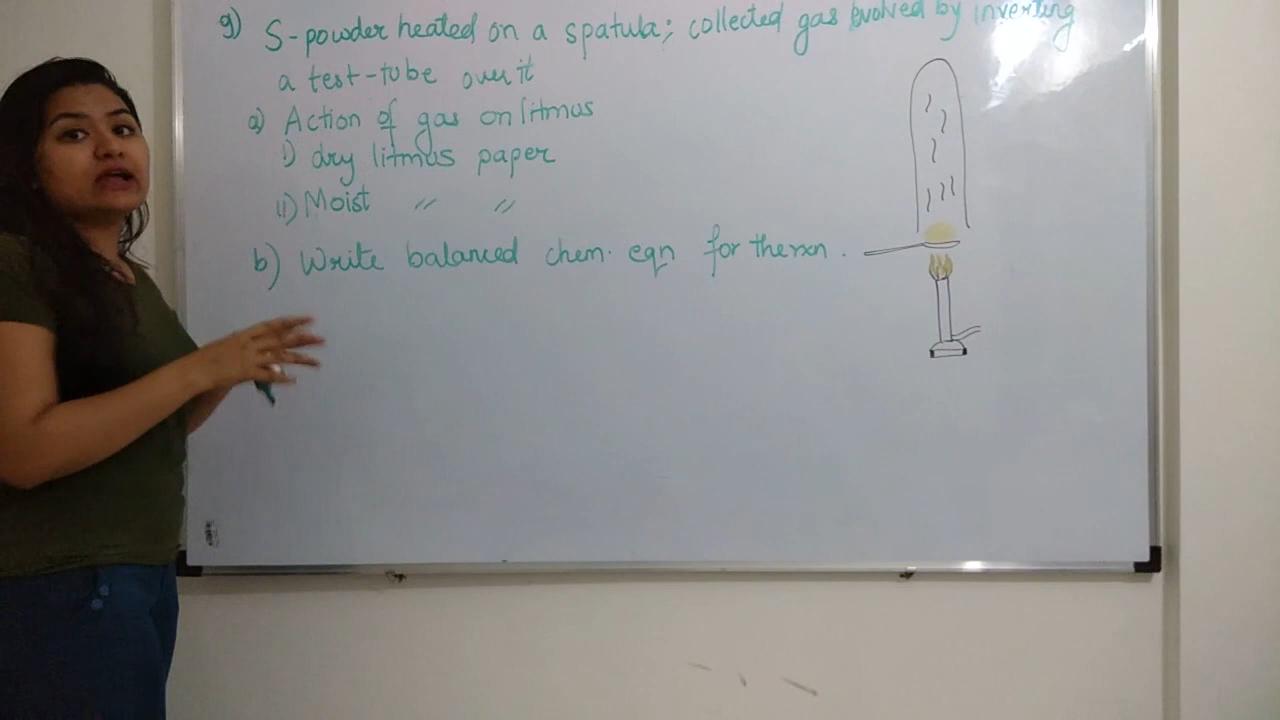 9) S-powder heated on a spatula; collected gas evolved by inverting
a test-tube over it
a) Action of gas on litmus
i) dry litmus paper
ii) Moist " "
b) Write balanced chem. eqn for the rxn.